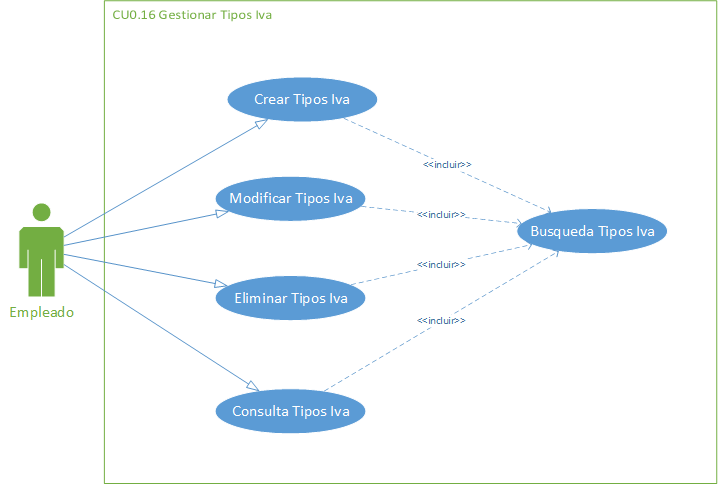 CU0.16 Gestionar Tipos Iva
Crear Tipos Iva
<<incluir>>
Modificar Tipos Iva
<<incluir>>
Busqueda Tipos Iva
<<incluir>>
Eliminar Tipos Iva
Empleado
<<incluir>>
Consulta Tipos Iva